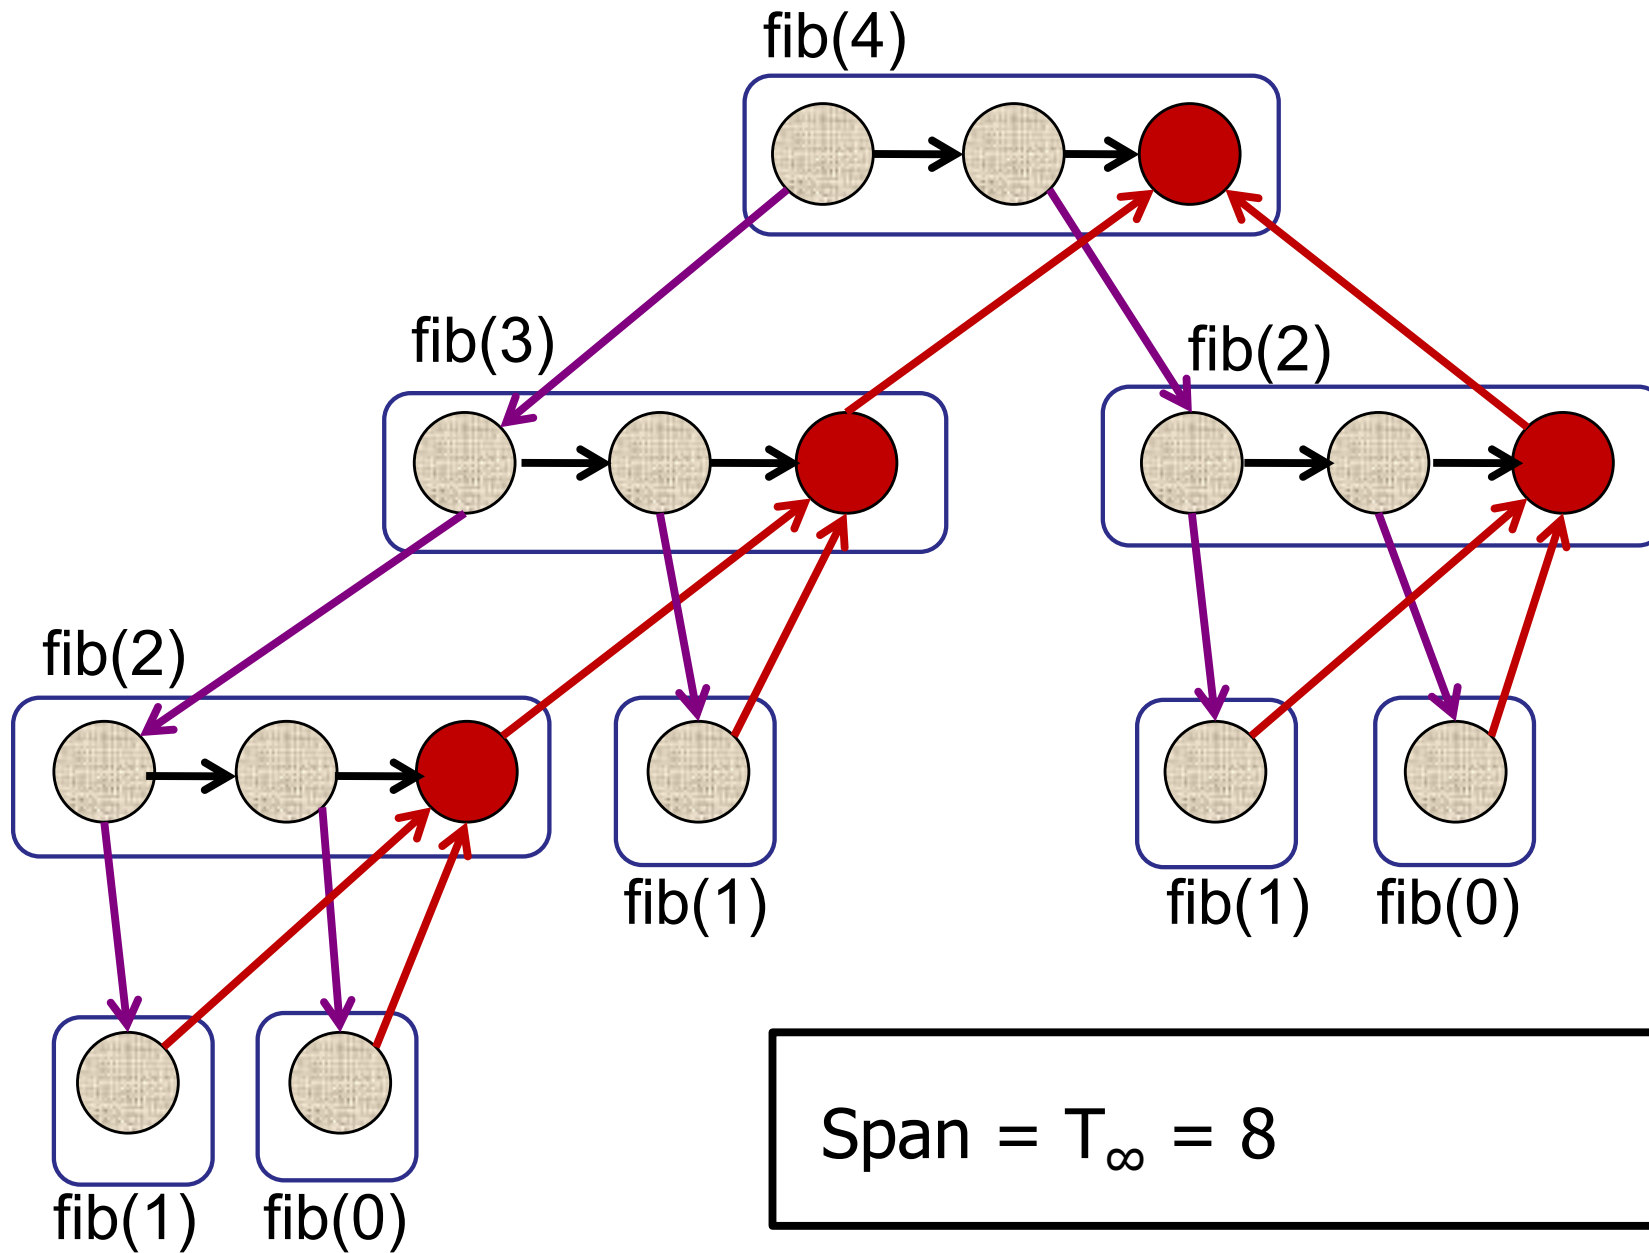 fib(4)
fib(3)
fib(2)
fib(2)
fib(1)
fib(1)
fib(0)
fib(1)
fib(0)
Span = T∞ = 8